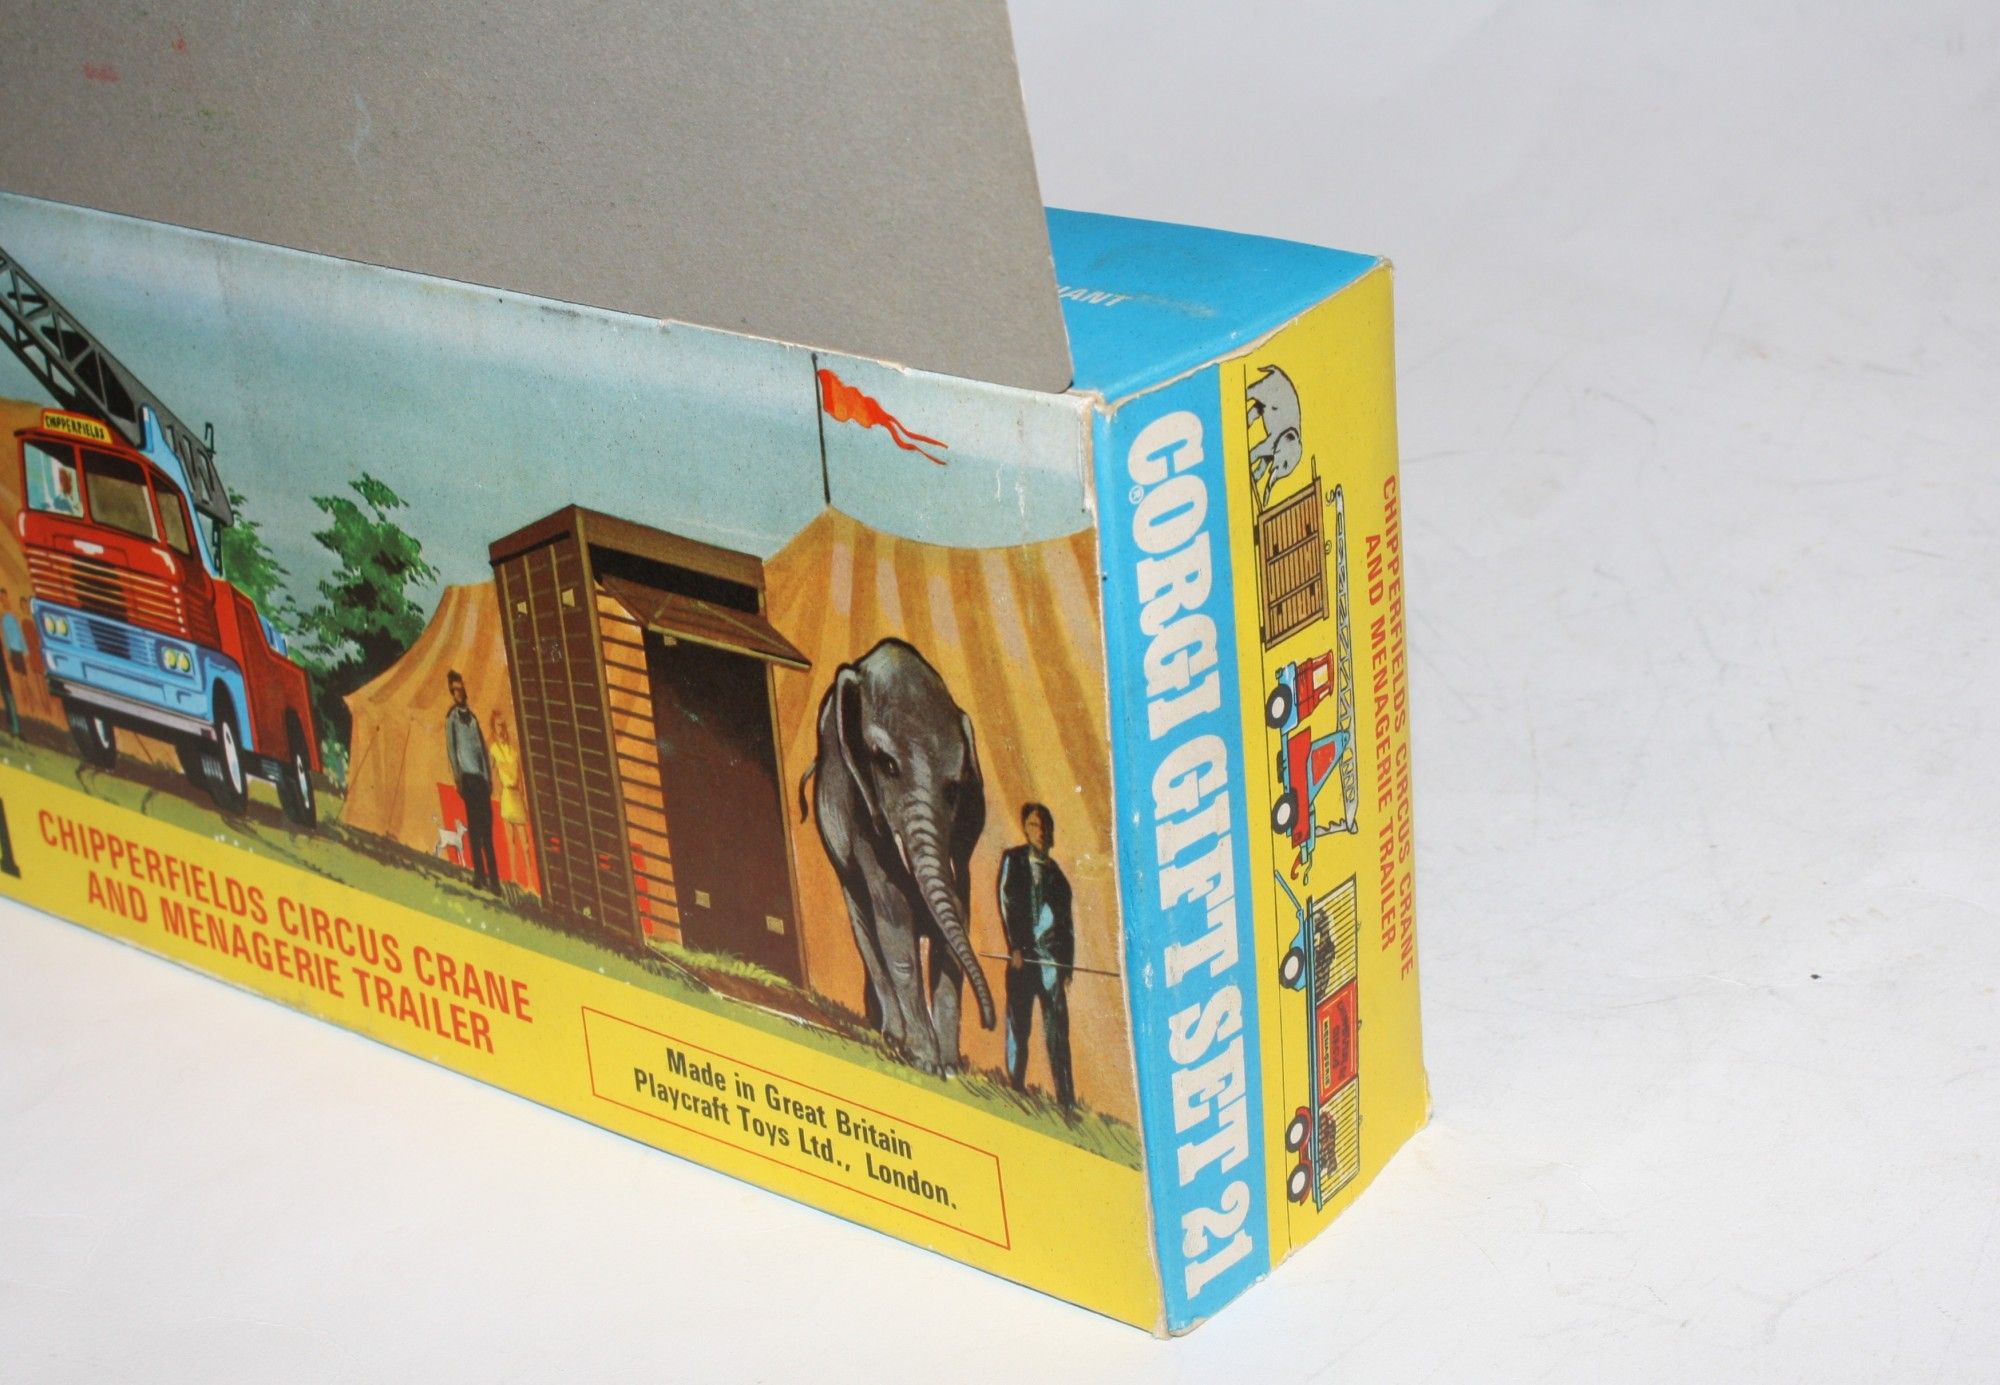 CHIPPERFIELDS
1
CHIPPERFIELDS CIRCUS CRANE
AND MENAGERIE TRAILER
Made in Great Britain
Playcraft Toys Ltd., London.
CORGI GIFT SET 21
®
CHIPPERFIELDS CIRCUS CRANE
AND MENAGERIE TRAILER